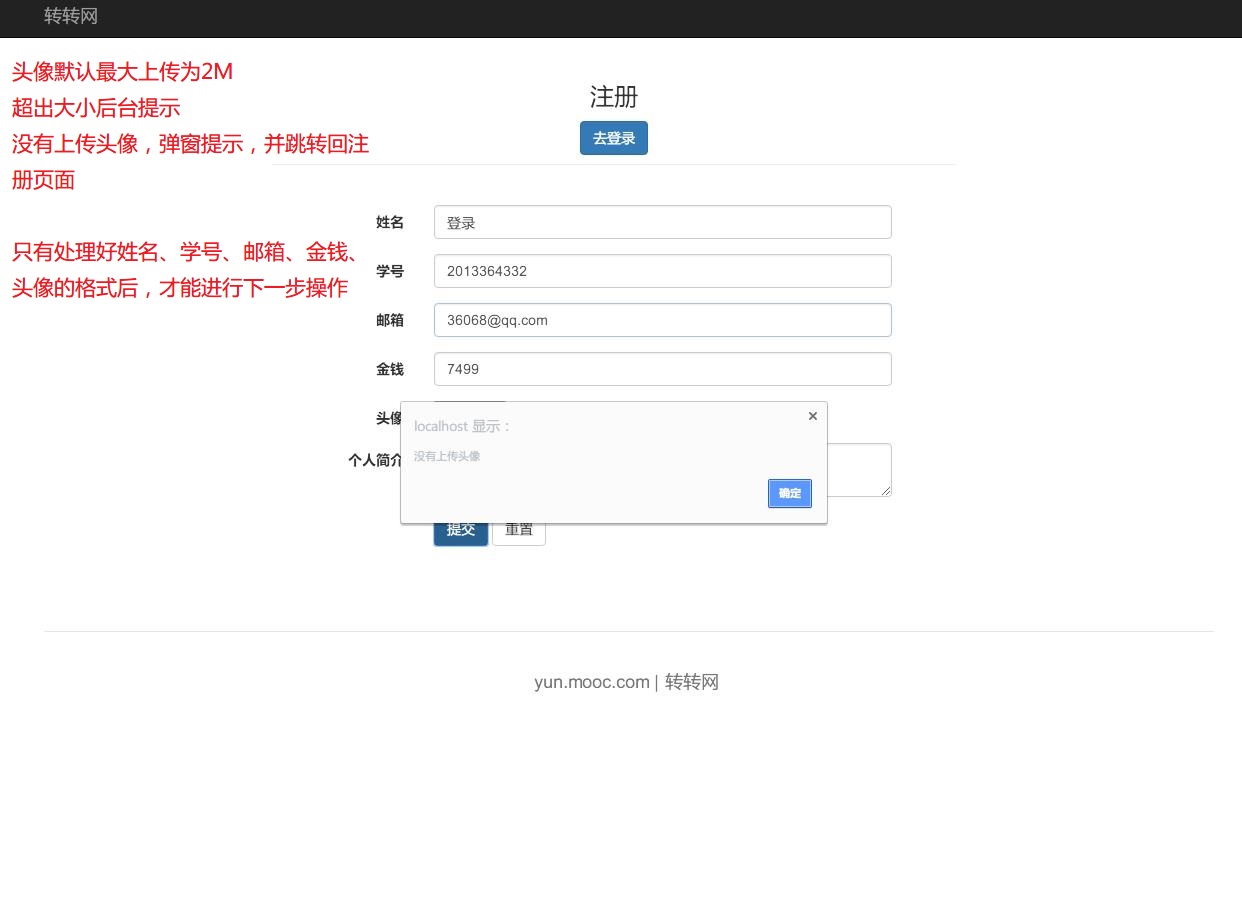 转转网
头像默认最大上传为2M
超出大小后台提示
没有上传头像，弹窗提示，并跳转回注
册页面
只有处理好姓名、学号、邮箱、金钱、
头像的格式后，才能进行下一步操作
注册
去登录
姓名 登录
学号 2013364332
邮箱 36068@qq.com
金钱 7499
头像
个人简介
localhost 显示：
没有上传头像
确定
提交 重置
yun.mooc.com | 转转网